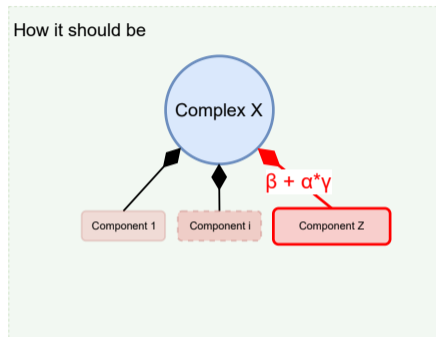 How it should be
Complex X
β + α*γ
Component 1
Component i
Component Z